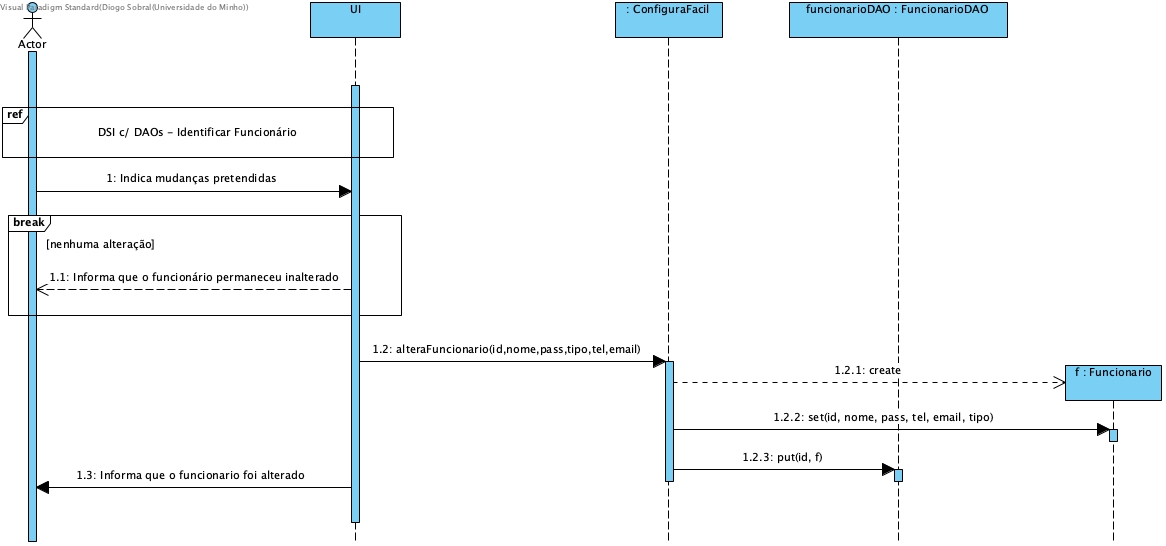 Visual Paradigm Standard(Diogo Sobral(Universidade do Minho))
UI
: ConfiguraFacil
funcionarioDAO : FuncionarioDAO
Actor
ref
DSI c/ DAOs - Identificar Funcionário
1: Indica mudanças pretendidas
break
[nenhuma alteração]
1.1: Informa que o funcionário permaneceu inalterado
1.2: alteraFuncionario(id,nome,pass,tipo,tel,email)
1.2.1: create
f : Funcionario
1.2.2: set(id, nome, pass, tel, email, tipo)
1.2.3: put(id, f)
1.3: Informa que o funcionario foi alterado